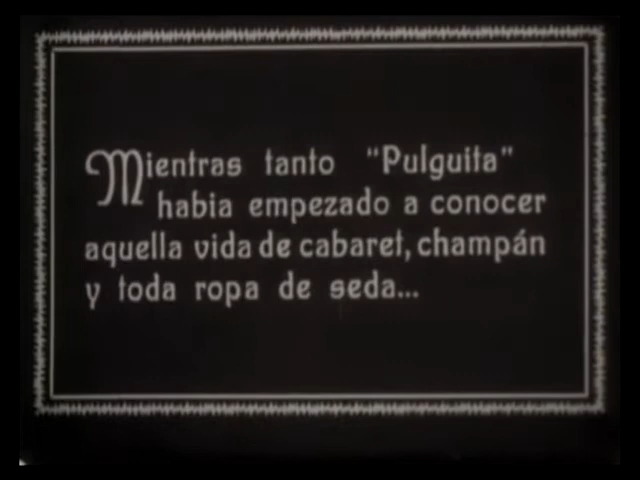 Mientras tanto "Pulguita"
habia empezado a conocer
aquella vida de cabaret, champán
y toda ropa de seda...